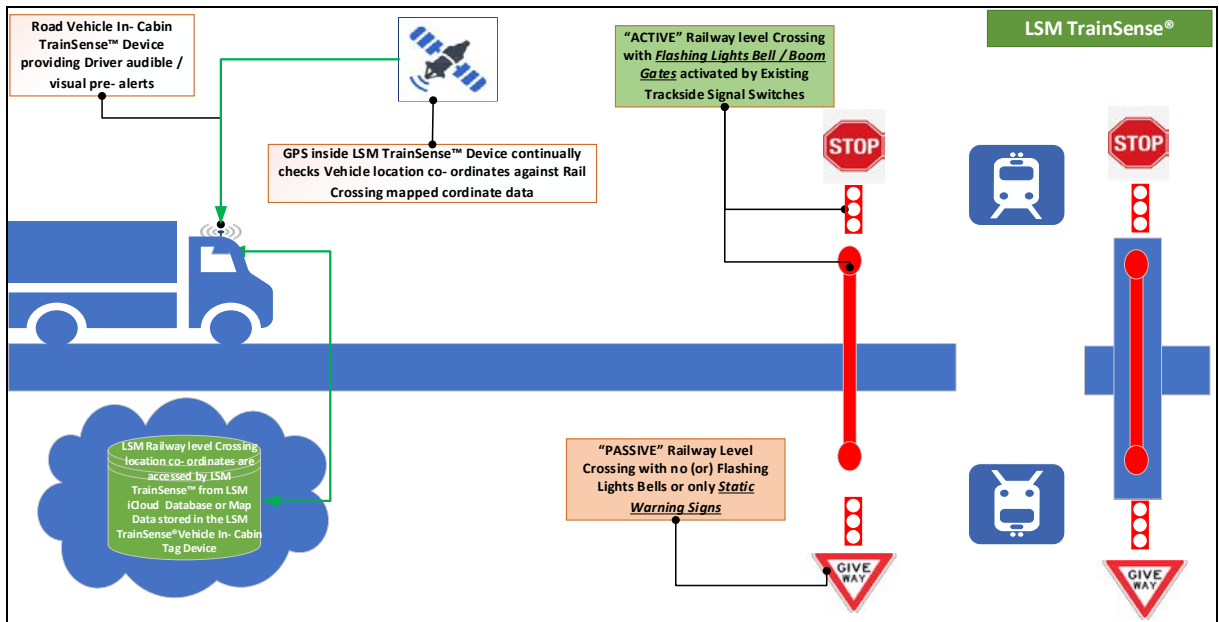 Road Vehicle In- Cabin
TrainSense™ Device
providing Driver audible /
visual pre- alerts
GPS inside LSM TrainSense™ Device continually
checks Vehicle location co- ordinates against Rail
Crossing mapped cordinate data
"ACTIVE" Railway level Crossing
with Flashing Lights Bell / Boom
Gates activated by Existing
Trackside Signal Switches
LSM TrainSense®
STOP
STOP
LSM Railway level Crossing
location co- ordinates are
accessed by LSM
TrainSense™ from LSM
iCloud Database or Map
Data stored in the LSM
TrainSense®Vehicle In- Cabin
Tag Device
"PASSIVE" Railway Level
Crossing with no (or) Flashing
Lights Bells or only Static
Warning Signs
GIVE
WAY
GIVE
WAY